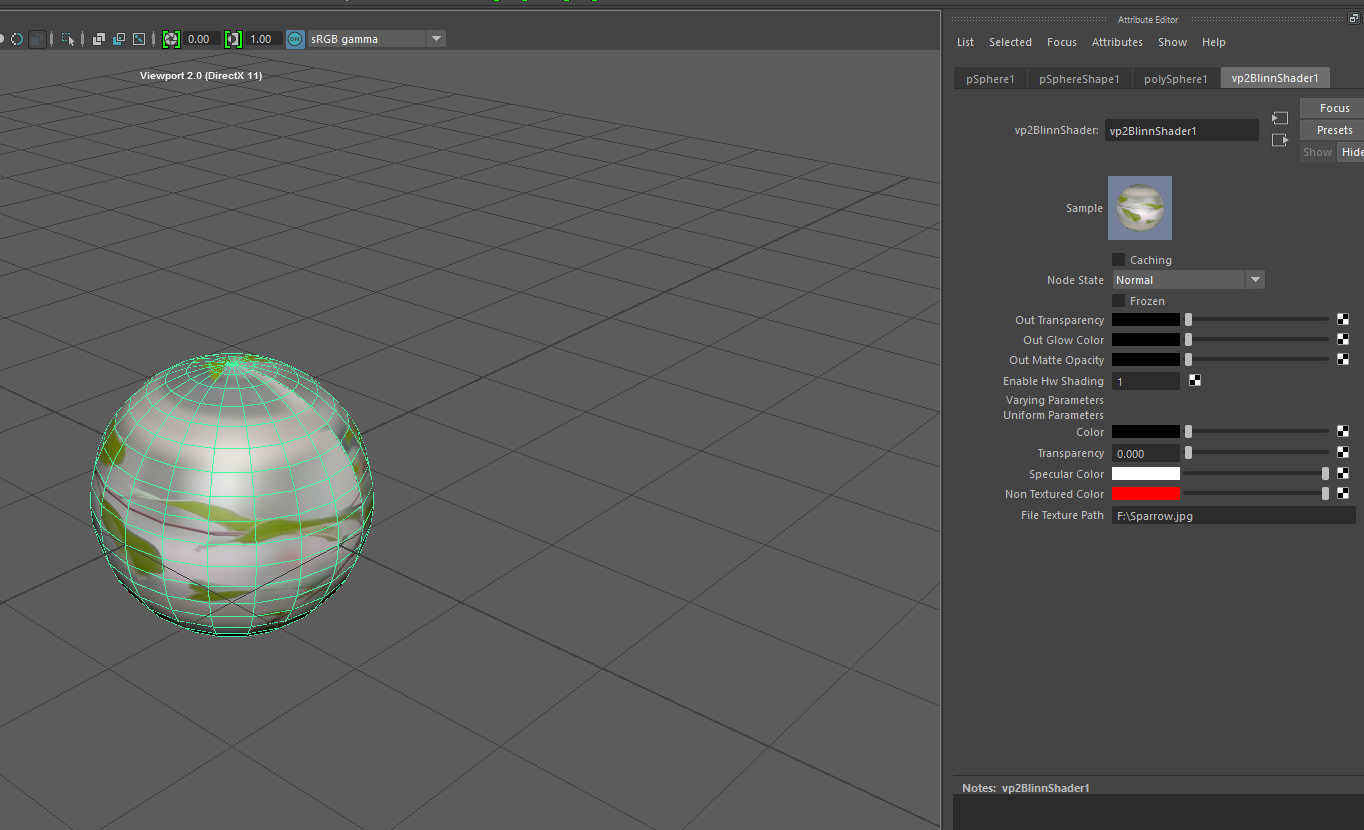 Attribute Editor
0.00 1.00 ON sRGB gamma
List Selected Focus Attributes Show Help
Viewport 2.0 (DirectX 11)
pSphere1 pSphereShape1 polySphere1 vp2BlinnShader1
Focus
vp2BlinnShader: vp2BlinnShader1
Presets
Show Hide
Sample
Caching
Node State Normal
Frozen
Out Transparency
Out Glow Color
Out Matte Opacity
Enable Hw Shading 1
Varying Parameters
Uniform Parameters
Color
Transparency 0.000
Specular Color
Non Textured Color
File Texture Path F:\Sparrow.jpg
Notes: vp2BlinnShader1